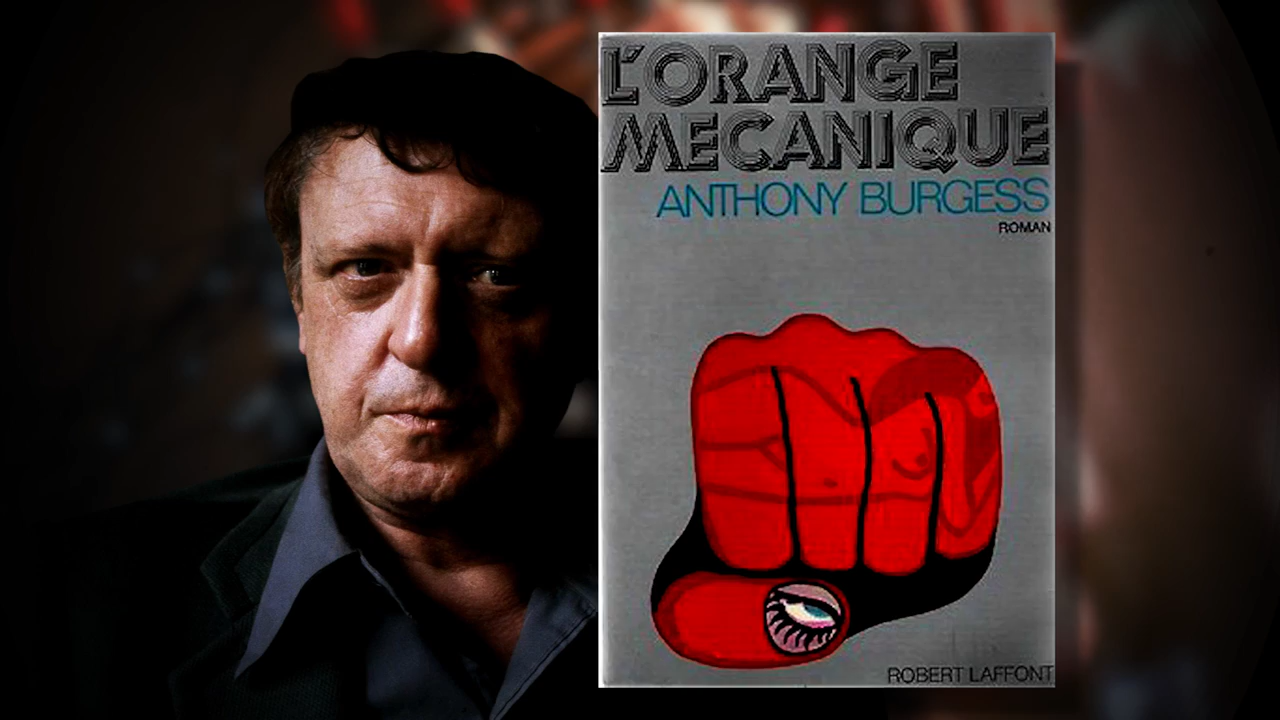 L'ORANGE
MECANIQUE
ANTHONY BURGESS
ROMAN
ROBERT LAFFONT